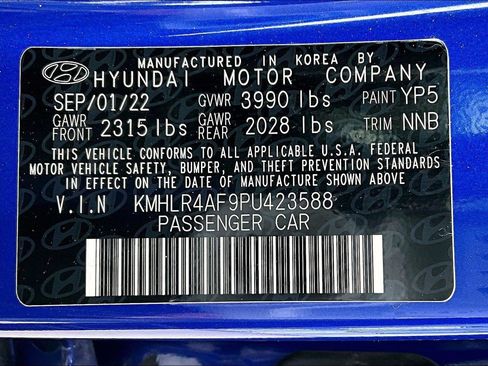 MANUFACTURED IN KOREA BY
HYUNDAI MOTOR COMPANY
SEP/01/22 GVWR 3990 lbs PAINT YP5
GAWR FRONT 2315 lbs GAWR REAR 2028 lbs TRIM NNB
THIS VEHICLE CONFORMS TO ALL APPLICABLE U.S.A. FEDERAL
MOTOR VEHICLE SAFETY, BUMPER, AND THEFT PREVENTION STANDARDS
IN EFFECT ON THE DATE OF MANUFACTURE SHOWN ABOVE
V.I.N KMHLR4AF9PU423588
PASSENGER CAR